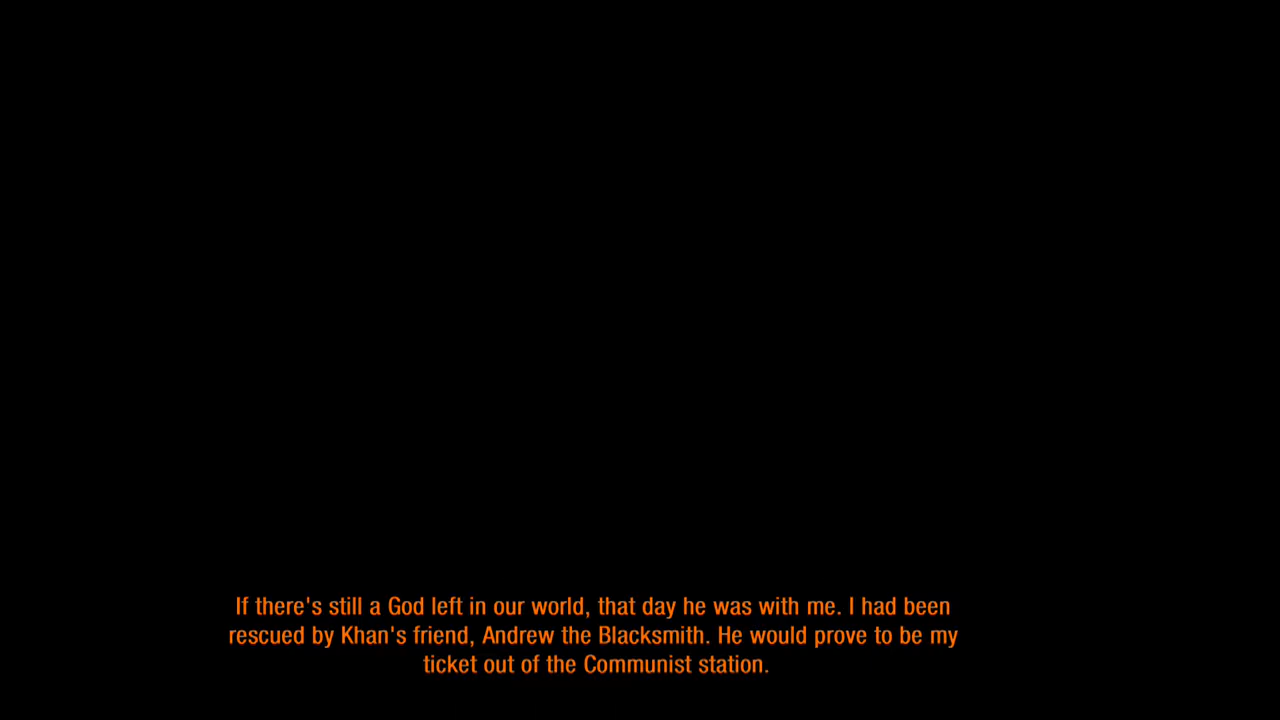 If there's still a God left in our world, that day he was with me. I had been
rescued by Khan's friend, Andrew the Blacksmith. He would prove to be my
ticket out of the Communist station.